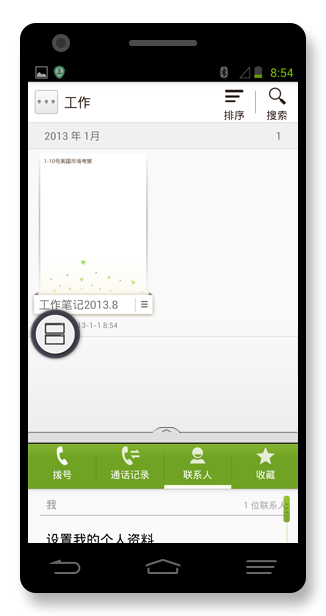 8:54
工作
排序
搜索
2013 年 1月 1
1-10号美国市场考察
工作笔记2013.8
13-1-1 8:54
拨号 通话记录 联系人 收藏
我 1 位联系人
设置我的个人资料